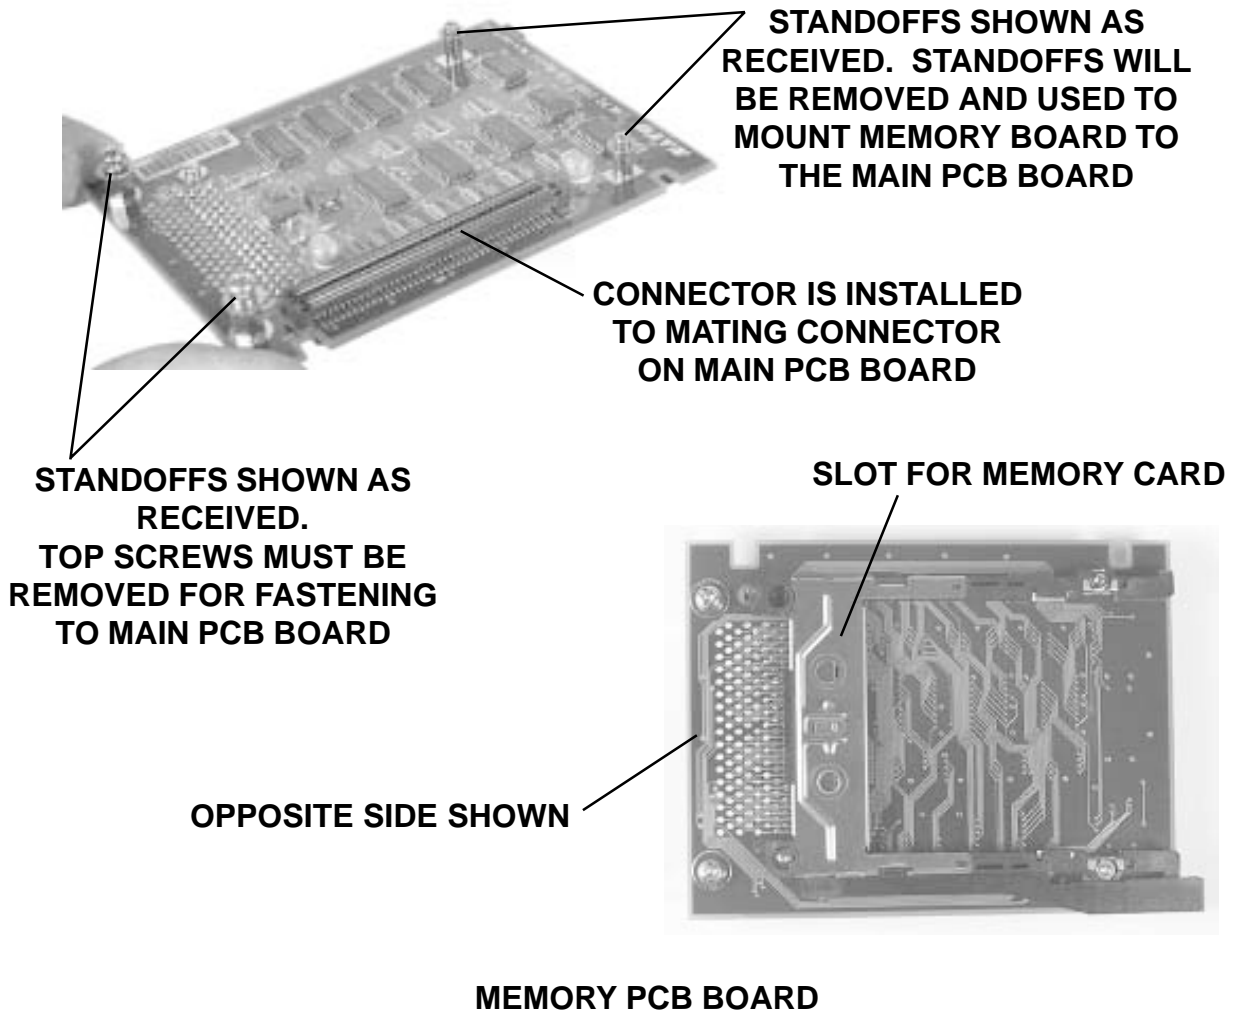 STANDOFFS SHOWN AS
RECEIVED.  STANDOFFS WILL
BE REMOVED AND USED TO
MOUNT MEMORY BOARD TO
THE MAIN PCB BOARD
CONNECTOR IS INSTALLED
TO MATING CONNECTOR
ON MAIN PCB BOARD
STANDOFFS SHOWN AS
RECEIVED.
TOP SCREWS MUST BE
REMOVED FOR FASTENING
TO MAIN PCB BOARD
SLOT FOR MEMORY CARD
OPPOSITE SIDE SHOWN
MEMORY PCB BOARD